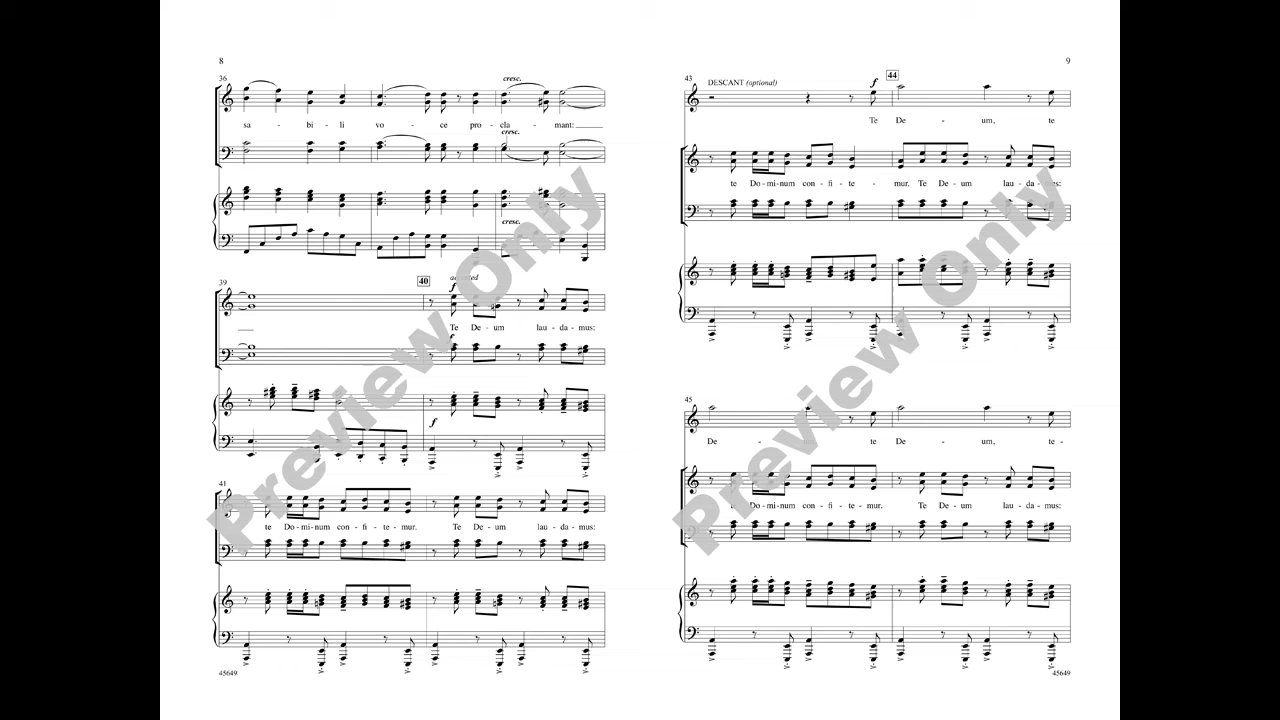 8
36
cresc.
sa - bi - li vo - ce pro - cla - mant:
cresc.
cresc.
39
40
f
Te De - um lau - da - mus:
f
f
41
te Do - mi - num con - fi - te - mur. Te De - um lau - da - mus:
45649
9
43
DESCANT (optional)
f
44
Te De - um, te
te Do - mi - num con - fi - te - mur. Te De - um lau - da - mus:
45
De - te De - um, te -
te Do - mi - num con - fi - te - mur. Te De - um lau - da - mus:
45649
Preview Only
Preview Only